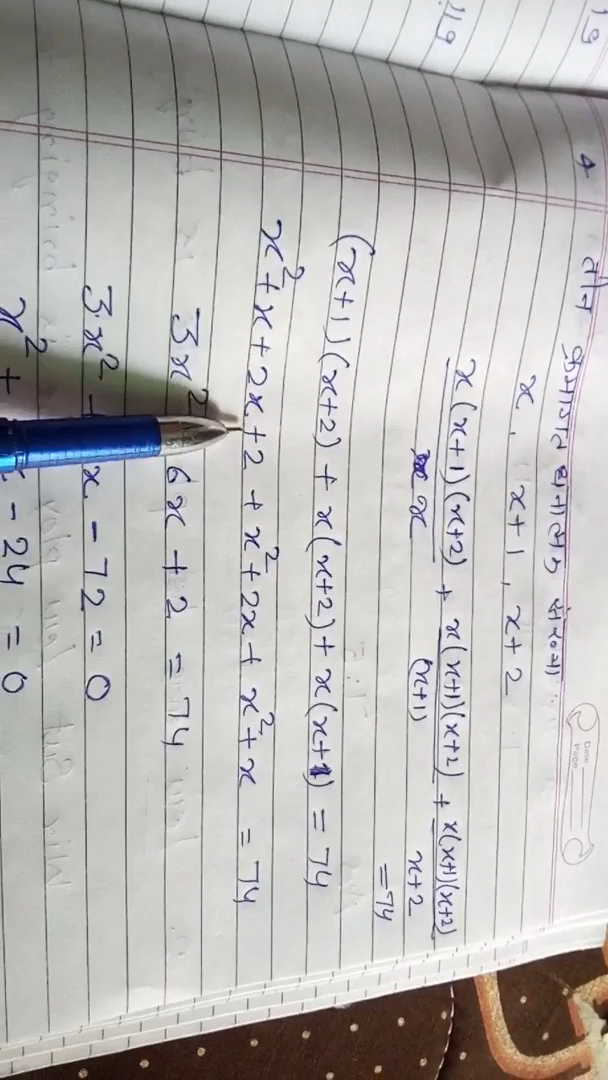 4 तीन क्रमागत धनात्मक संख्या
x, x+1, x+2
x(x+1)(x+2)/x + x(x+1)(x+2)/(x+1) + x(x+1)(x+2)/x+2
=74
(x+1)(x+2) + x(x+2) + x(x+1) = 74
x² + x + 2x + 2 + x² + 2x + x² + x = 74
3x² 6x + 2 = 74
3x² x - 72 = 0
x² + - 24 = 0
Date
Page